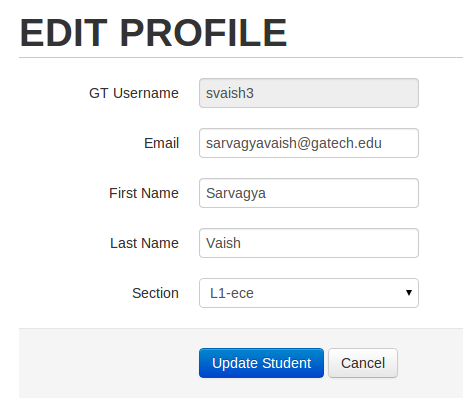 EDIT PROFILE
GT Username svaish3
Email sarvagyavaish@gatech.edu
First Name Sarvagya
Last Name Vaish
Section L1-ece
Update Student Cancel